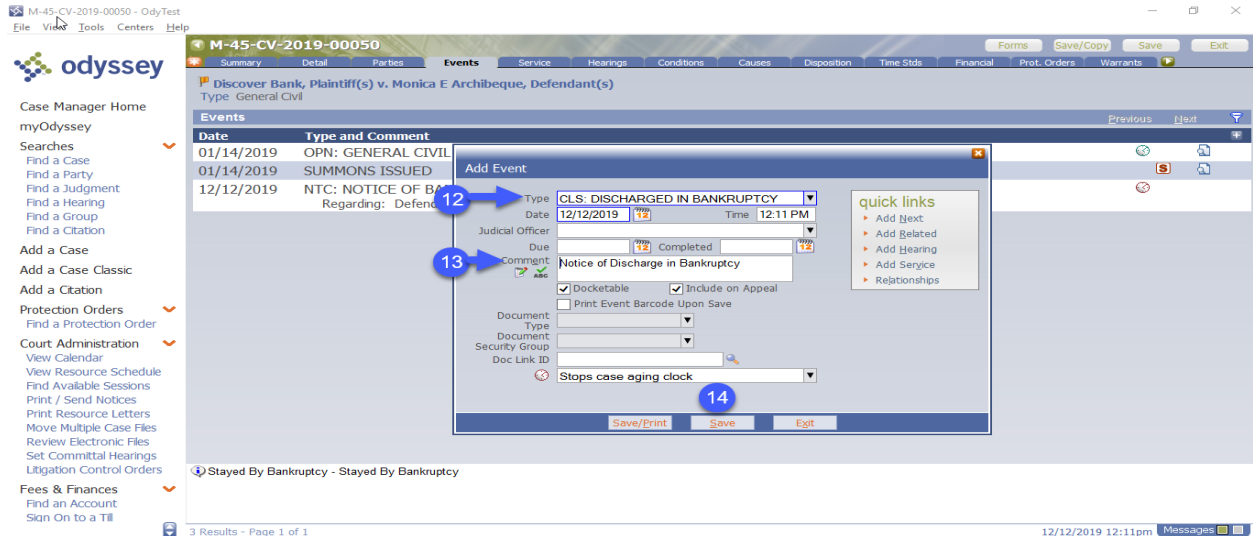 M-45-CV-2019-00050 - OdyTest
File View Tools Centers Help
odyssey
Case Manager Home
myOdyssey
Searches
Find a Case
Find a Party
Find a Judgment
Find a Hearing
Find a Group
Find a Citation
Add a Case
Add a Case Classic
Add a Citation
Protection Orders
Find a Protection Order
Court Administration
View Calendar
View Resource Schedule
Find Available Sessions
Print / Send Notices
Print Resource Letters
Move Multiple Case Files
Review Electronic Files
Set Committal Hearings
Litigation Control Orders
Fees & Finances
Find an Account
Sign On to a Till
M-45-CV-2019-00050
Forms Save/Copy Save Exit
Summary Detail Parties Events Service Hearings Conditions Causes Disposition Time Stds Financial Prot. Orders Warrants
Discover Bank, Plaintiff(s) v. Monica E Archibeque, Defendant(s)
Type General Civil
Events Previous Next
Date Type and Comment
01/14/2019 OPN: GENERAL CIVIL
01/14/2019 SUMMONS ISSUED S
12/12/2019 NTC: NOTICE OF
Regarding:
Add Event
12 Type CLS: DISCHARGED IN BANKRUPTCY
Date 12/12/2019 12 Time 12:11 PM
Judicial Officer
Due 12 Completed 12
13 Comment Notice of Discharge in Bankruptcy
ABC
Docketable Include on Appeal
Print Event Barcode Upon Save
Document
Type
Document
Security Group
Doc Link ID
Stops case aging clock
14
Save/Print Save Exit
quick links
Add Next
Add Related
Add Hearing
Add Service
Relationships
Stayed By Bankruptcy - Stayed By Bankruptcy
3 Results - Page 1 of 1 12/12/2019 12:11pm Messages